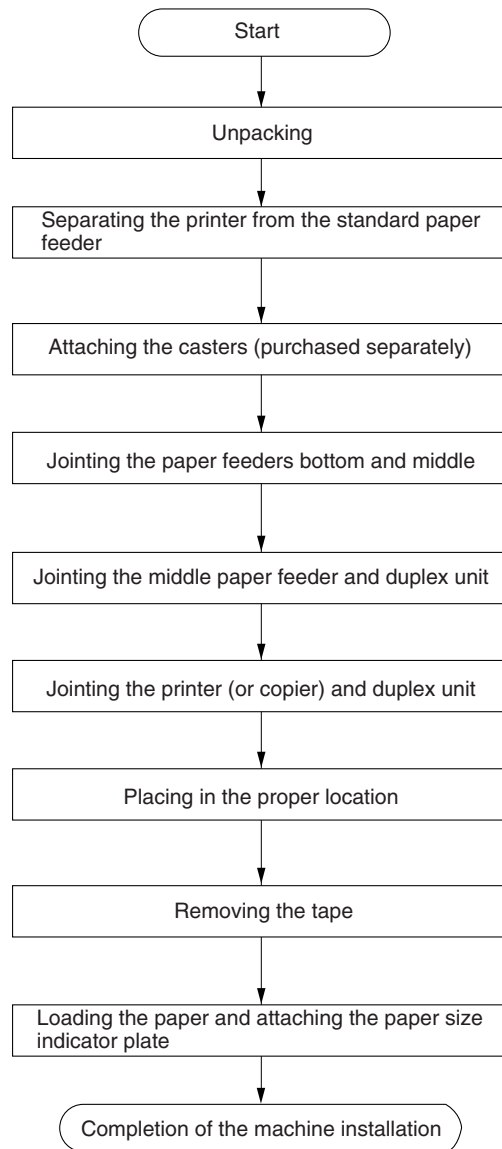 Start
Unpacking
Separating the printer from the standard paper
feeder
Attaching the casters (purchased separately)
Jointing the paper feeders bottom and middle
Jointing the middle paper feeder and duplex unit
Jointing the printer (or copier) and duplex unit
Placing in the proper location
Removing the tape
Loading the paper and attaching the paper size
indicator plate
Completion of the machine installation